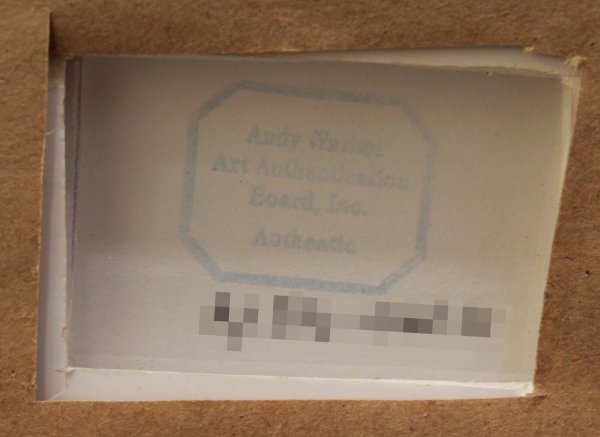 Andy Warhol
Art Authentication
Board, Inc.
Authentic